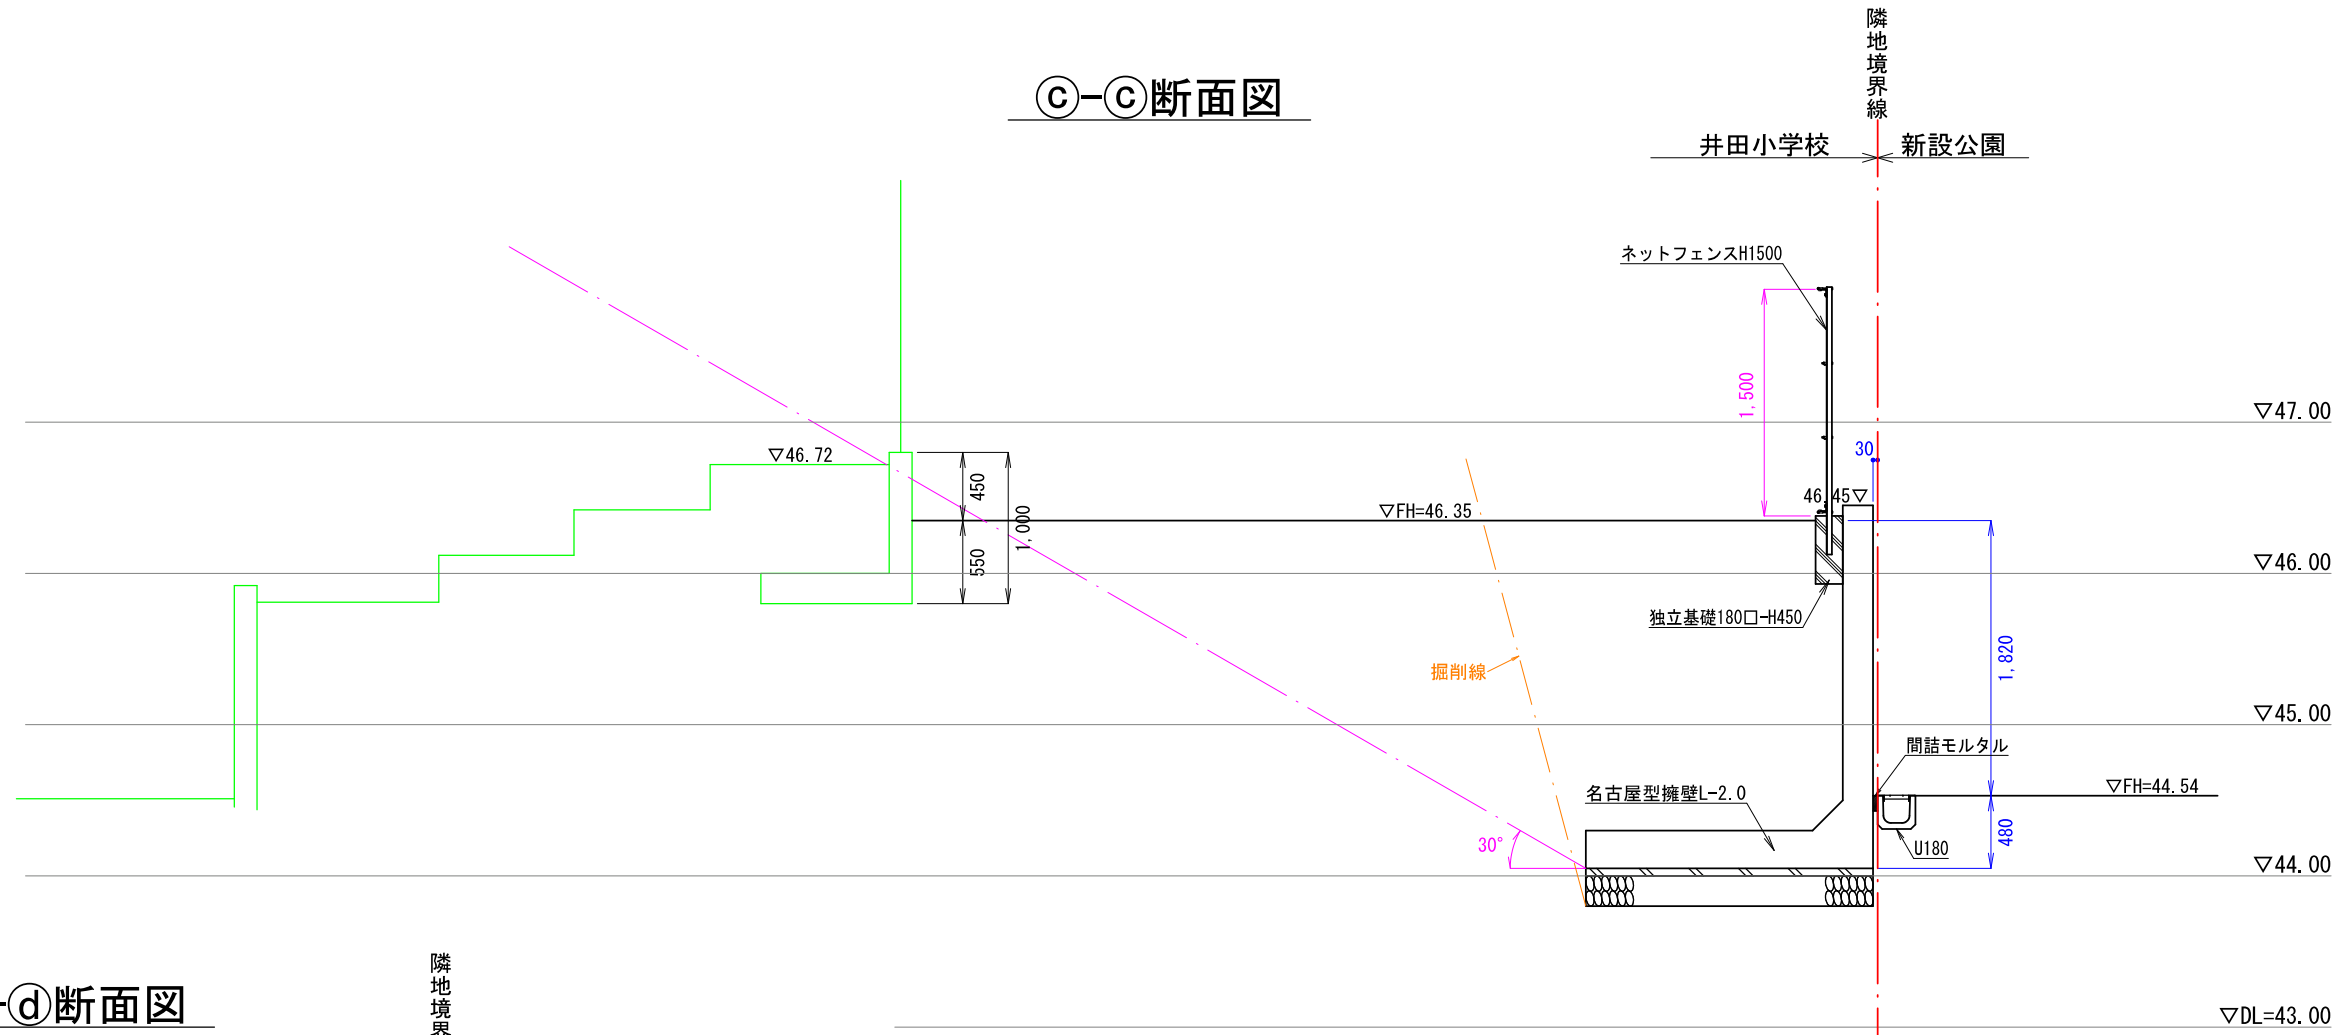 隣地境界線
ⓒ-ⓒ断面図
井田小学校
新設公園
ネットフェンスH1500
1,500
▽47.00
30
▽46.72
450
46.45▽
▽FH=46.35
1,000
550
▽46.00
独立基礎180□-H450
1,820
掘削線
▽45.00
間詰モルタル
名古屋型擁壁L-2.0
▽FH=44.54
30°
480
U180
▽44.00
隣地境界
-ⓓ断面図
▽DL=43.00